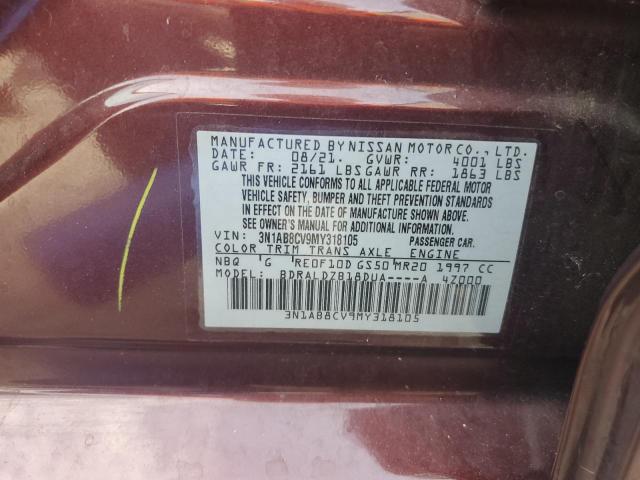 MANUFACTURED BY NISSAN MOTOR CO., LTD.
DATE: 08/21. GVWR: 4001 LBS
GAWR FR: 2161 LBS GAWR RR: 1863 LBS
THIS VEHICLE CONFORMS TO ALL APPLICABLE FEDERAL MOTOR
VEHICLE SAFETY, BUMPER AND THEFT PREVENTION STANDARDS
IN EFFECT ON THE DATE OF MANUFACTURE SHOWN ABOVE.
SEE OWNER'S MANUAL FOR ADDITIONAL INFORMATION
VIN: 3N1AB8CV9MY318105 PASSENGER CAR.
COLOR TRIM TRANS AXLE ENGINE
NBQ G RE0F10D GS50 MR20 1997 CC
MODEL: BDRALDZB18DUA----A 4Z000
3N1AB8CV9MY318105